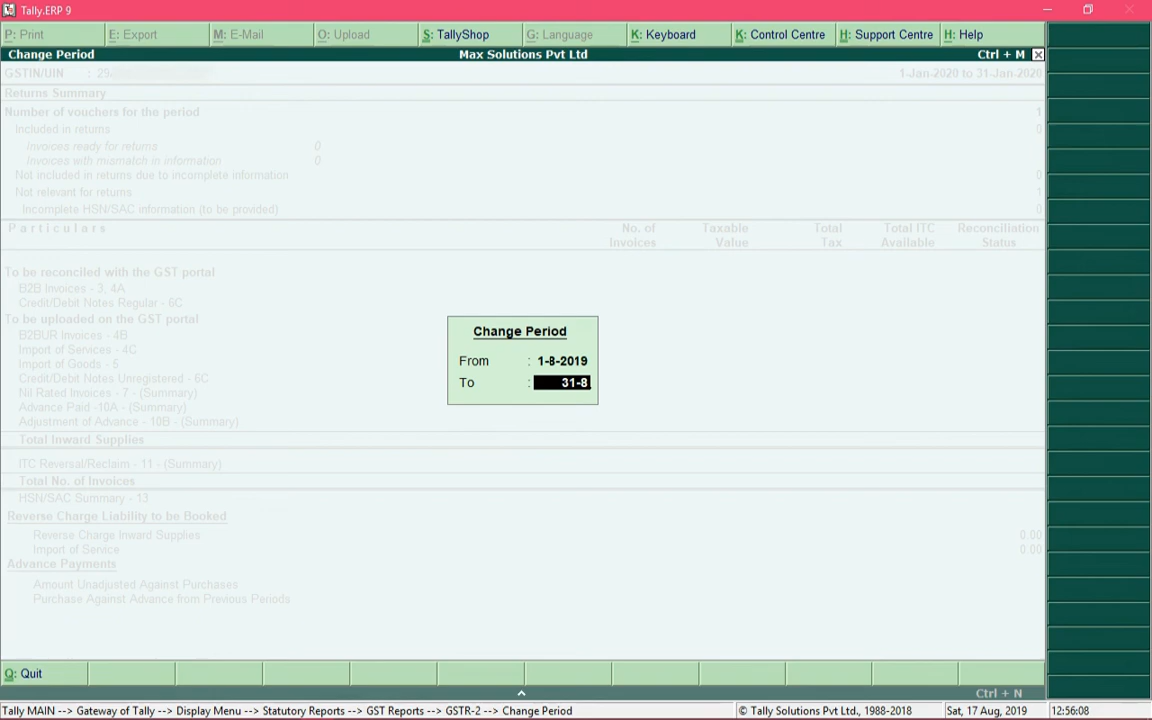 Tally.ERP 9
P: Print E: Export M: E-Mail O: Upload S: TallyShop G: Language K: Keyboard K: Control Centre H: Support Centre H: Help
Change Period Max Solutions Pvt Ltd Ctrl + M
GSTIN/UIN : 29 1-Jan-2020 to 31-Jan-2020
Returns Summary
Number of vouchers for the period 1
Included in returns 0
Invoices ready for returns 0
Invoices with mismatch in information 0
Not included in returns due to incomplete information 0
Not relevant for returns 1
Incomplete HSN/SAC information (to be provided) 0
Particulars No. of Invoices Taxable Value Total Tax Total ITC Available Reconciliation Status
To be reconciled with the GST portal
B2B Invoices - 3, 4A
Credit/Debit Notes Regular - 6C
To be uploaded on the GST portal
B2BUR Invoices - 4B
Import of Services - 4C
Import of Goods - 5
Credit/Debit Notes Unregistered - 6C
Nil Rated Invoices - 7 - (Summary)
Advance Paid -10A - (Summary)
Adjustment of Advance - 10B - (Summary)
Total Inward Supplies
ITC Reversal/Reclaim - 11 - (Summary)
Total No. of Invoices
HSN/SAC Summary - 13
Reverse Charge Liability to be Booked
Reverse Charge Inward Supplies 0.00
Import of Service 0.00
Advance Payments
Amount Unadjusted Against Purchases
Purchase Against Advance from Previous Periods
Change Period
From : 1-8-2019
To : 31-8
Q: Quit
Ctrl + N
Tally MAIN --> Gateway of Tally --> Display Menu --> Statutory Reports --> GST Reports --> GSTR-2 --> Change Period © Tally Solutions Pvt Ltd., 1988-2018 Sat, 17 Aug, 2019 12:56:08